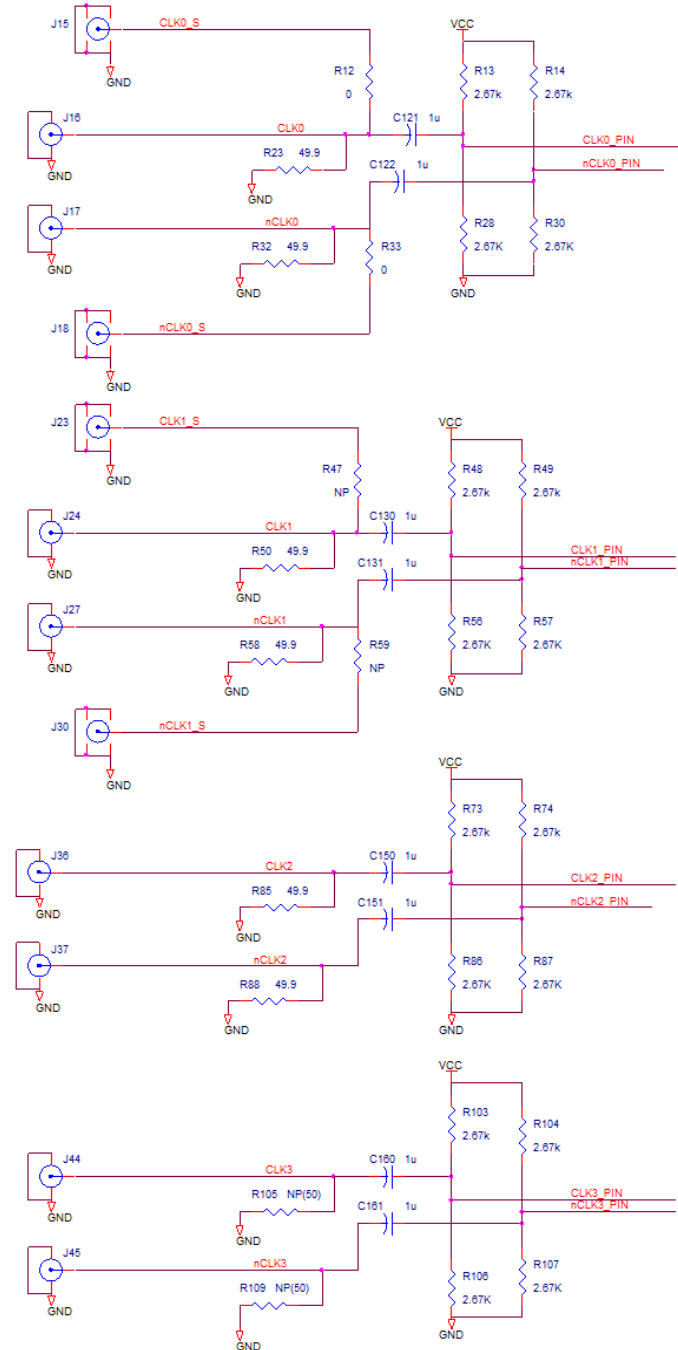 J15
CLK0_S
GND
VCC
R12
0
R13
2.67k
R14
2.67k
J16
CLK0
C121 1u
CLK0_PIN
R23 49.9
C122 1u
nCLK0_PIN
GND
GND
J17
nCLK0
R28
2.67K
R30
2.67K
R32 49.9
R33
0
GND
GND
GND
J18
nCLK0_S
GND
J23
CLK1_S
VCC
GND
R47
NP
R48
2.67k
R49
2.67k
J24
CLK1
C130 1u
R50 49.9
C131 1u
CLK1_PIN
nCLK1_PIN
GND
GND
J27
nCLK1
R56
2.67K
R57
2.67K
R58 49.9
R59
NP
GND
GND
GND
J30
nCLK1_S
GND
VCC
R73
2.67k
R74
2.67k
J36
CLK2
C150 1u
CLK2_PIN
R85 49.9
C151 1u
nCLK2_PIN
GND
GND
J37
nCLK2
R86
2.67K
R87
2.67K
R88 49.9
GND
GND
GND
VCC
R103
2.67k
R104
2.67k
J44
CLK3
C160 1u
R105 NP(50)
C161 1u
CLK3_PIN
nCLK3_PIN
GND
GND
J45
nCLK3
R106
2.67K
R107
2.67K
R109 NP(50)
GND
GND
GND